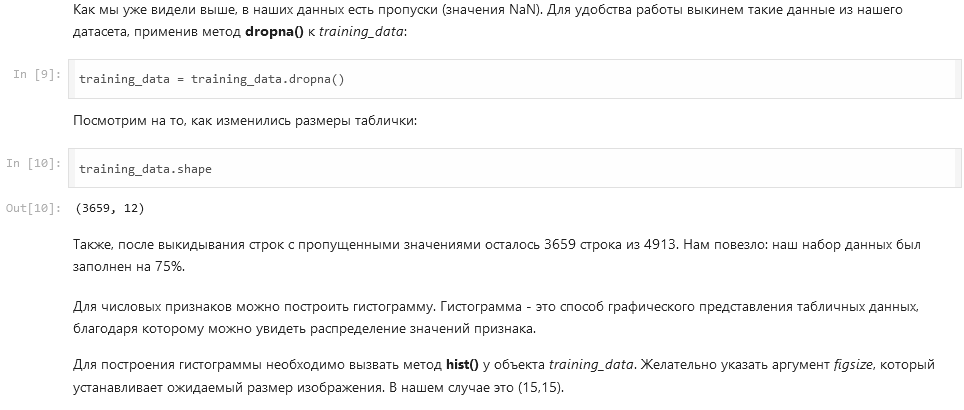 Как мы уже видели выше, в наших данных есть пропуски (значения NaN). Для удобства работы выкинем такие данные из нашего
датасета, применив метод dropna() к training_data:
In [9]: training_data = training_data.dropna()
Посмотрим на то, как изменились размеры таблички:
In [10]: training_data.shape
Out[10]: (3659, 12)
Также, после выкидывания строк с пропущенными значениями осталось 3659 строка из 4913. Нам повезло: наш набор данных был
заполнен на 75%.
Для числовых признаков можно построить гистограмму. Гистограмма - это способ графического представления табличных данных,
благодаря которому можно увидеть распределение значений признака.
Для построения гистограммы необходимо вызвать метод hist() у объекта training_data. Желательно указать аргумент figsize, который
устанавливает ожидаемый размер изображения. В нашем случае это (15,15).